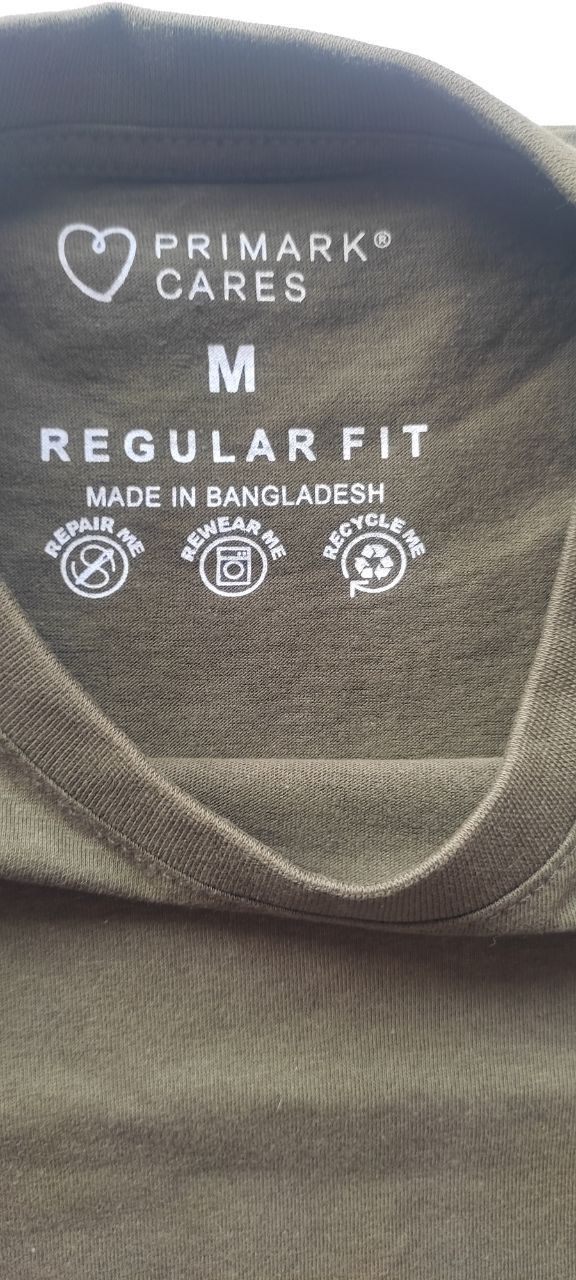 PRIMARK®
CARES
M
REGULAR FIT
MADE IN BANGLADESH
REPAIR ME REWEAR ME RECYCLE ME